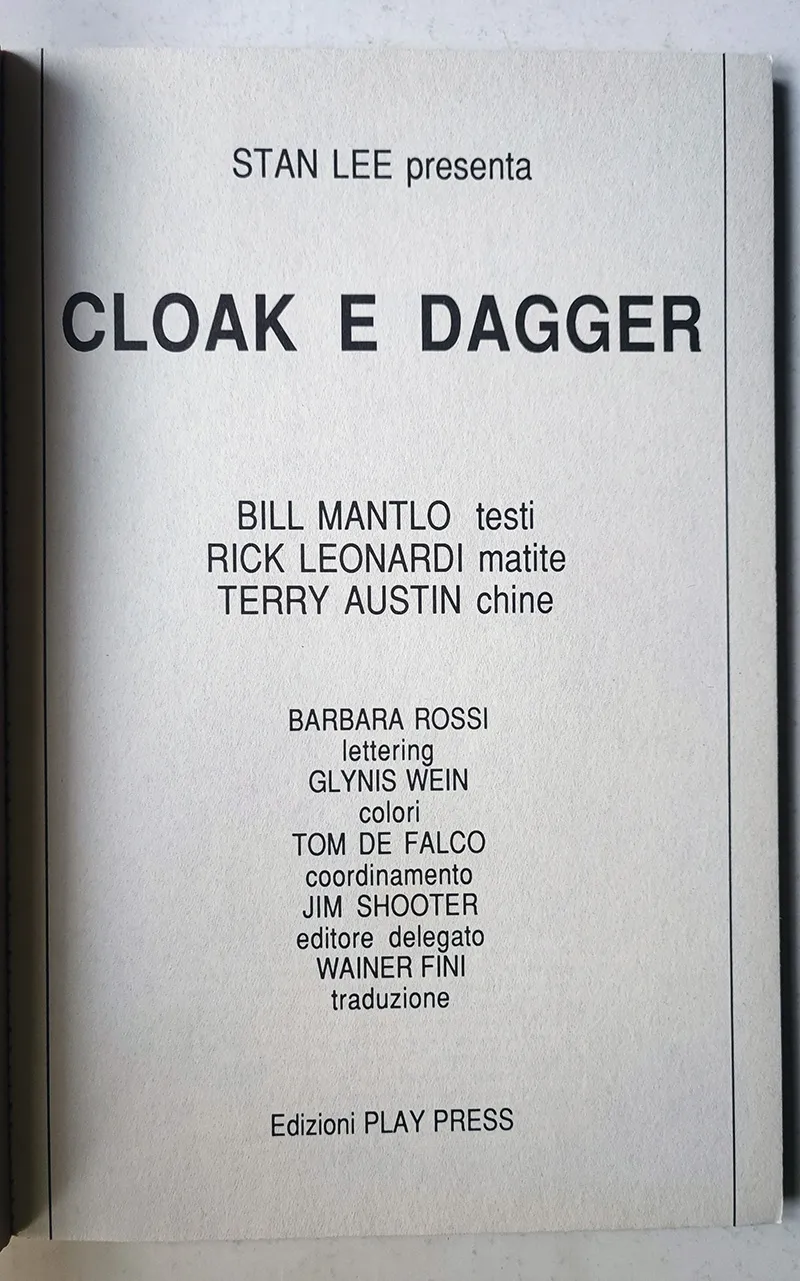 STAN LEE presenta
CLOAK E DAGGER
BILL MANTLO testi
RICK LEONARDI matite
TERRY AUSTIN chine
BARBARA ROSSI
lettering
GLYNIS WEIN
colori
TOM DE FALCO
coordinamento
JIM SHOOTER
editore delegato
WAINER FINI
traduzione
Edizioni PLAY PRESS